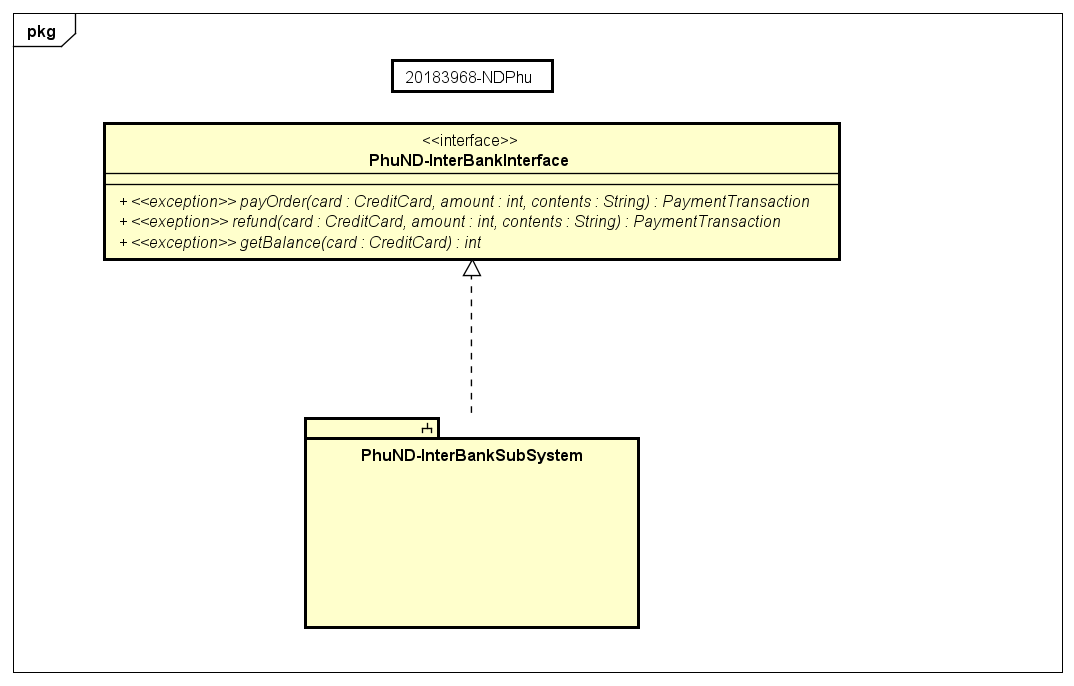 pkg
20183968-NDPhu
<<interface>>
PhuND-InterBankInterface
+ <<exception>> payOrder(card : CreditCard, amount : int, contents : String) : PaymentTransaction
+ <<exeption>> refund(card : CreditCard, amount : int, contents : String) : PaymentTransaction
+ <<exception>> getBalance(card : CreditCard) : int
PhuND-InterBankSubSystem